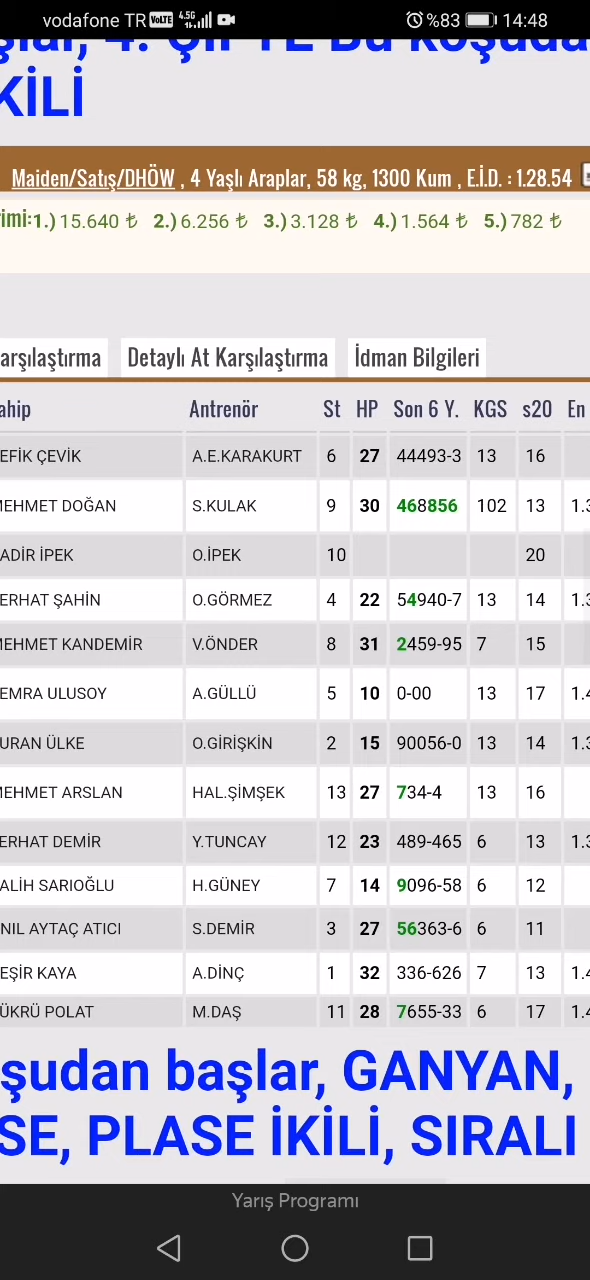 vodafone TR VoLTE 4.5G %83 14:48
KİLİ
Maiden/Satış/DHÖW , 4 Yaşlı Araplar, 58 kg, 1300 Kum , E.İ.D. : 1.28.54
imi:1.) 15.640 ₺ 2.) 6.256 ₺ 3.) 3.128 ₺ 4.) 1.564 ₺ 5.) 782 ₺
arşılaştırma Detaylı At Karşılaştırma İdman Bilgileri
ahip Antrenör St HP Son 6 Y. KGS s20 En
EFİK ÇEVİK A.E.KARAKURT 6 27 44493-3 13 16
MEHMET DOĞAN S.KULAK 9 30 468856 102 13 1.3
ADİR İPEK O.İPEK 10 20
ERHAT ŞAHİN O.GÖRMEZ 4 22 54940-7 13 14 1.3
MEHMET KANDEMİR V.ÖNDER 8 31 2459-95 7 15
EMRA ULUSOY A.GÜLLÜ 5 10 0-00 13 17 1.4
URAN ÜLKE O.GİRİŞKİN 2 15 90056-0 13 14 1.3
MEHMET ARSLAN HAL.ŞİMŞEK 13 27 734-4 13 16
ERHAT DEMİR Y.TUNCAY 12 23 489-465 6 13 1.3
ALİH SARIOĞLU H.GÜNEY 7 14 9096-58 6 12
NIL AYTAÇ ATICI S.DEMİR 3 27 56363-6 6 11
EŞİR KAYA A.DİNÇ 1 32 336-626 7 13 1.4
ÜKRÜ POLAT M.DAŞ 11 28 7655-33 6 17 1.4
şudan başlar, GANYAN,
SE, PLASE İKİLİ, SIRALI
Yarış Programı